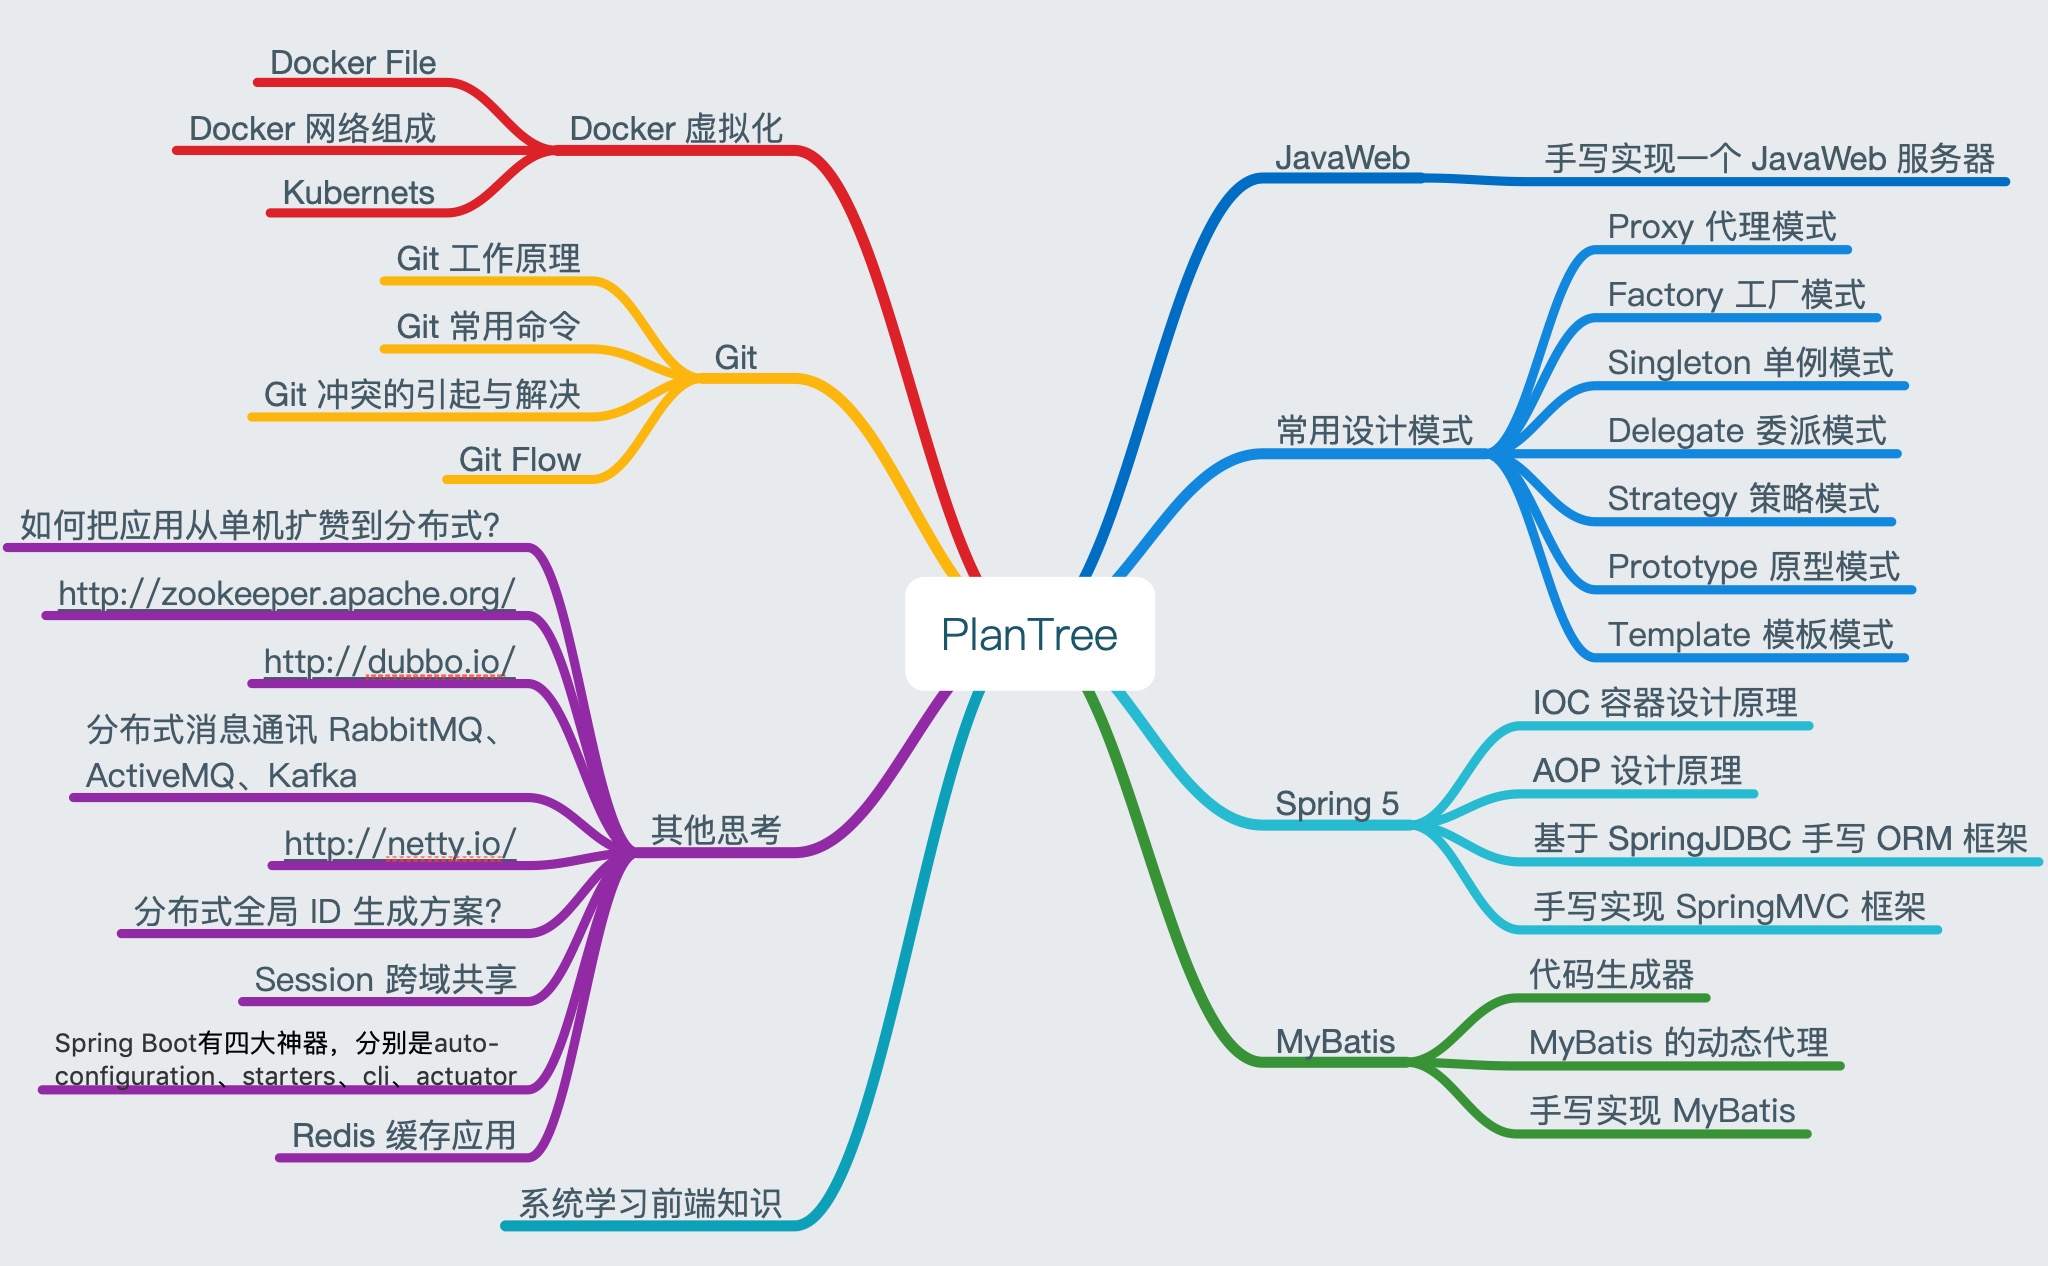 PlanTree
JavaWeb
手写实现一个 JavaWeb 服务器
常用设计模式
Proxy 代理模式
Factory 工厂模式
Singleton 单例模式
Delegate 委派模式
Strategy 策略模式
Prototype 原型模式
Template 模板模式
Spring 5
IOC 容器设计原理
AOP 设计原理
基于 SpringJDBC 手写 ORM 框架
手写实现 SpringMVC 框架
MyBatis
代码生成器
MyBatis 的动态代理
手写实现 MyBatis
Docker 虚拟化
Docker File
Docker 网络组成
Kubernets
Git
Git 工作原理
Git 常用命令
Git 冲突的引起与解决
Git Flow
其他思考
如何把应用从单机扩赞到分布式？
http://zookeeper.apache.org/
http://dubbo.io/
分布式消息通讯 RabbitMQ、
ActiveMQ、Kafka
http://netty.io/
分布式全局 ID 生成方案？
Session 跨域共享
Spring Boot有四大神器，分别是auto-
configuration、starters、cli、actuator
Redis 缓存应用
系统学习前端知识